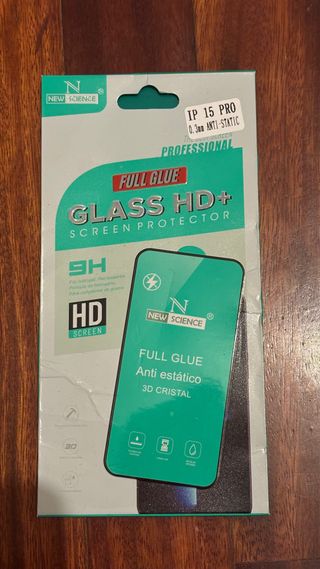 N
NEW SCIENCE®
IP 15 PRO
0.3mm ANTI-STATIC
PROFESSIONAL
FULL GLUE
GLASS HD+
SCREEN PROTECTOR
9H
HD
SCREEN
N
NEW SCIENCE®
FULL GLUE
Anti estático
3D CRISTAL